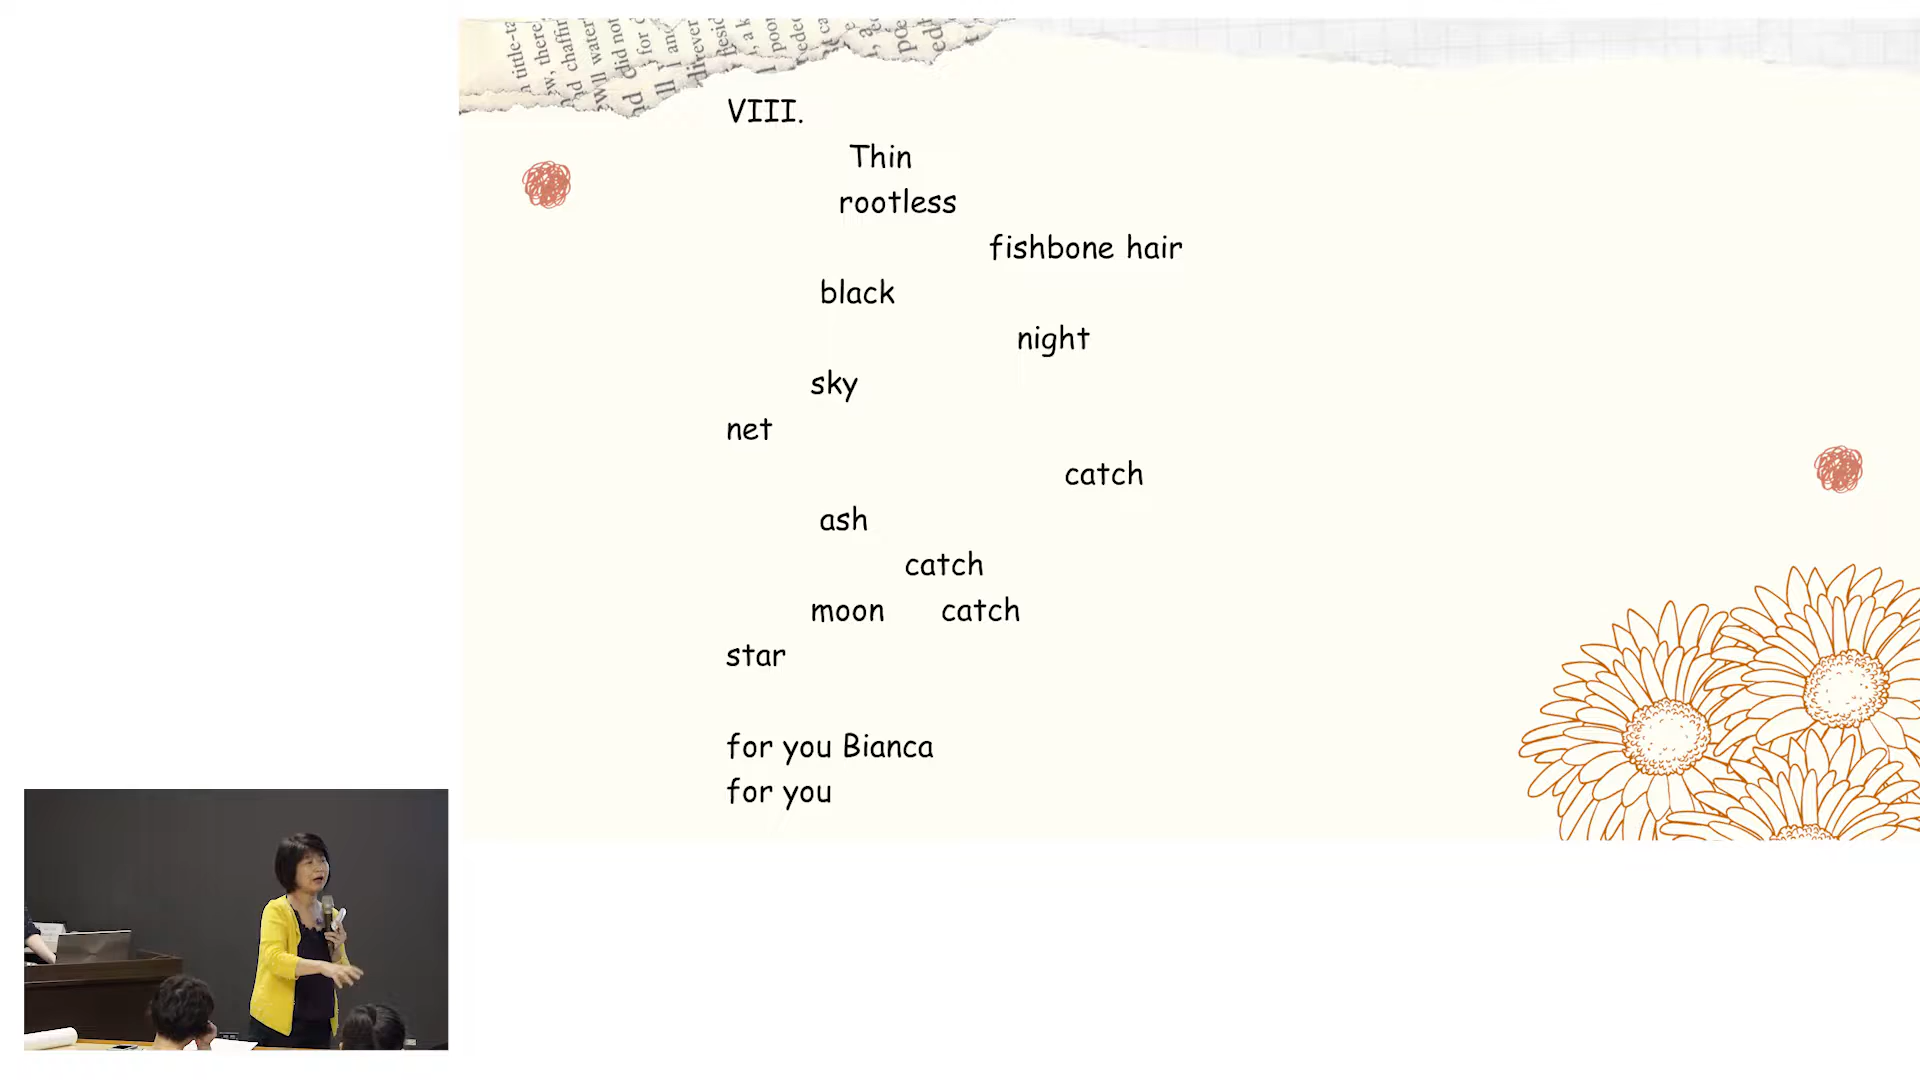 VIII.
Thin
rootless
fishbone hair
black
night
sky
net
catch
ash
catch
moon catch
star
for you Bianca
for you